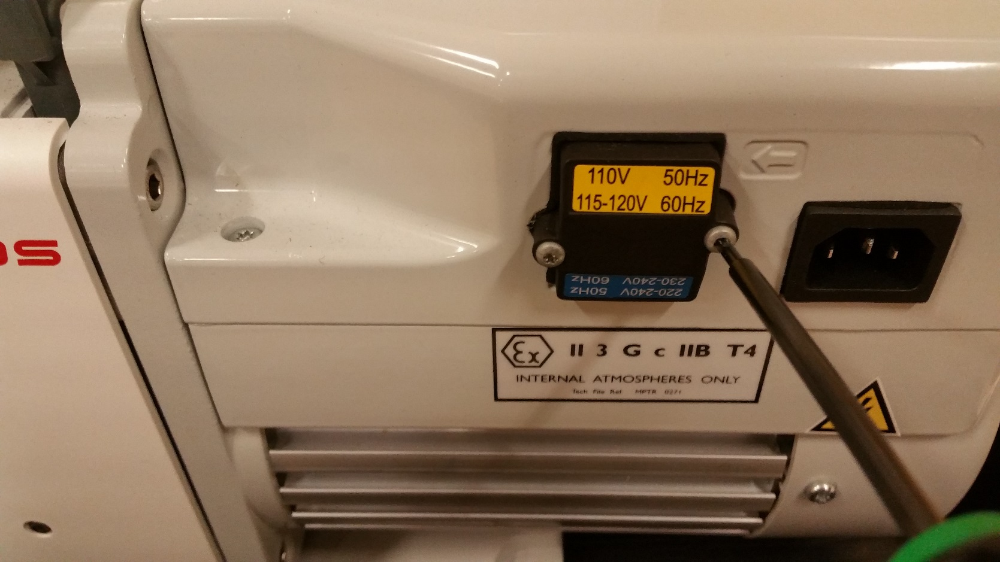 110V 50Hz
115-120V 60Hz
220-240V 50Hz
230-240V 60Hz
Ex II 3 G c IIB T4
INTERNAL ATMOSPHERES ONLY
Tech File Ref MPTR 0271